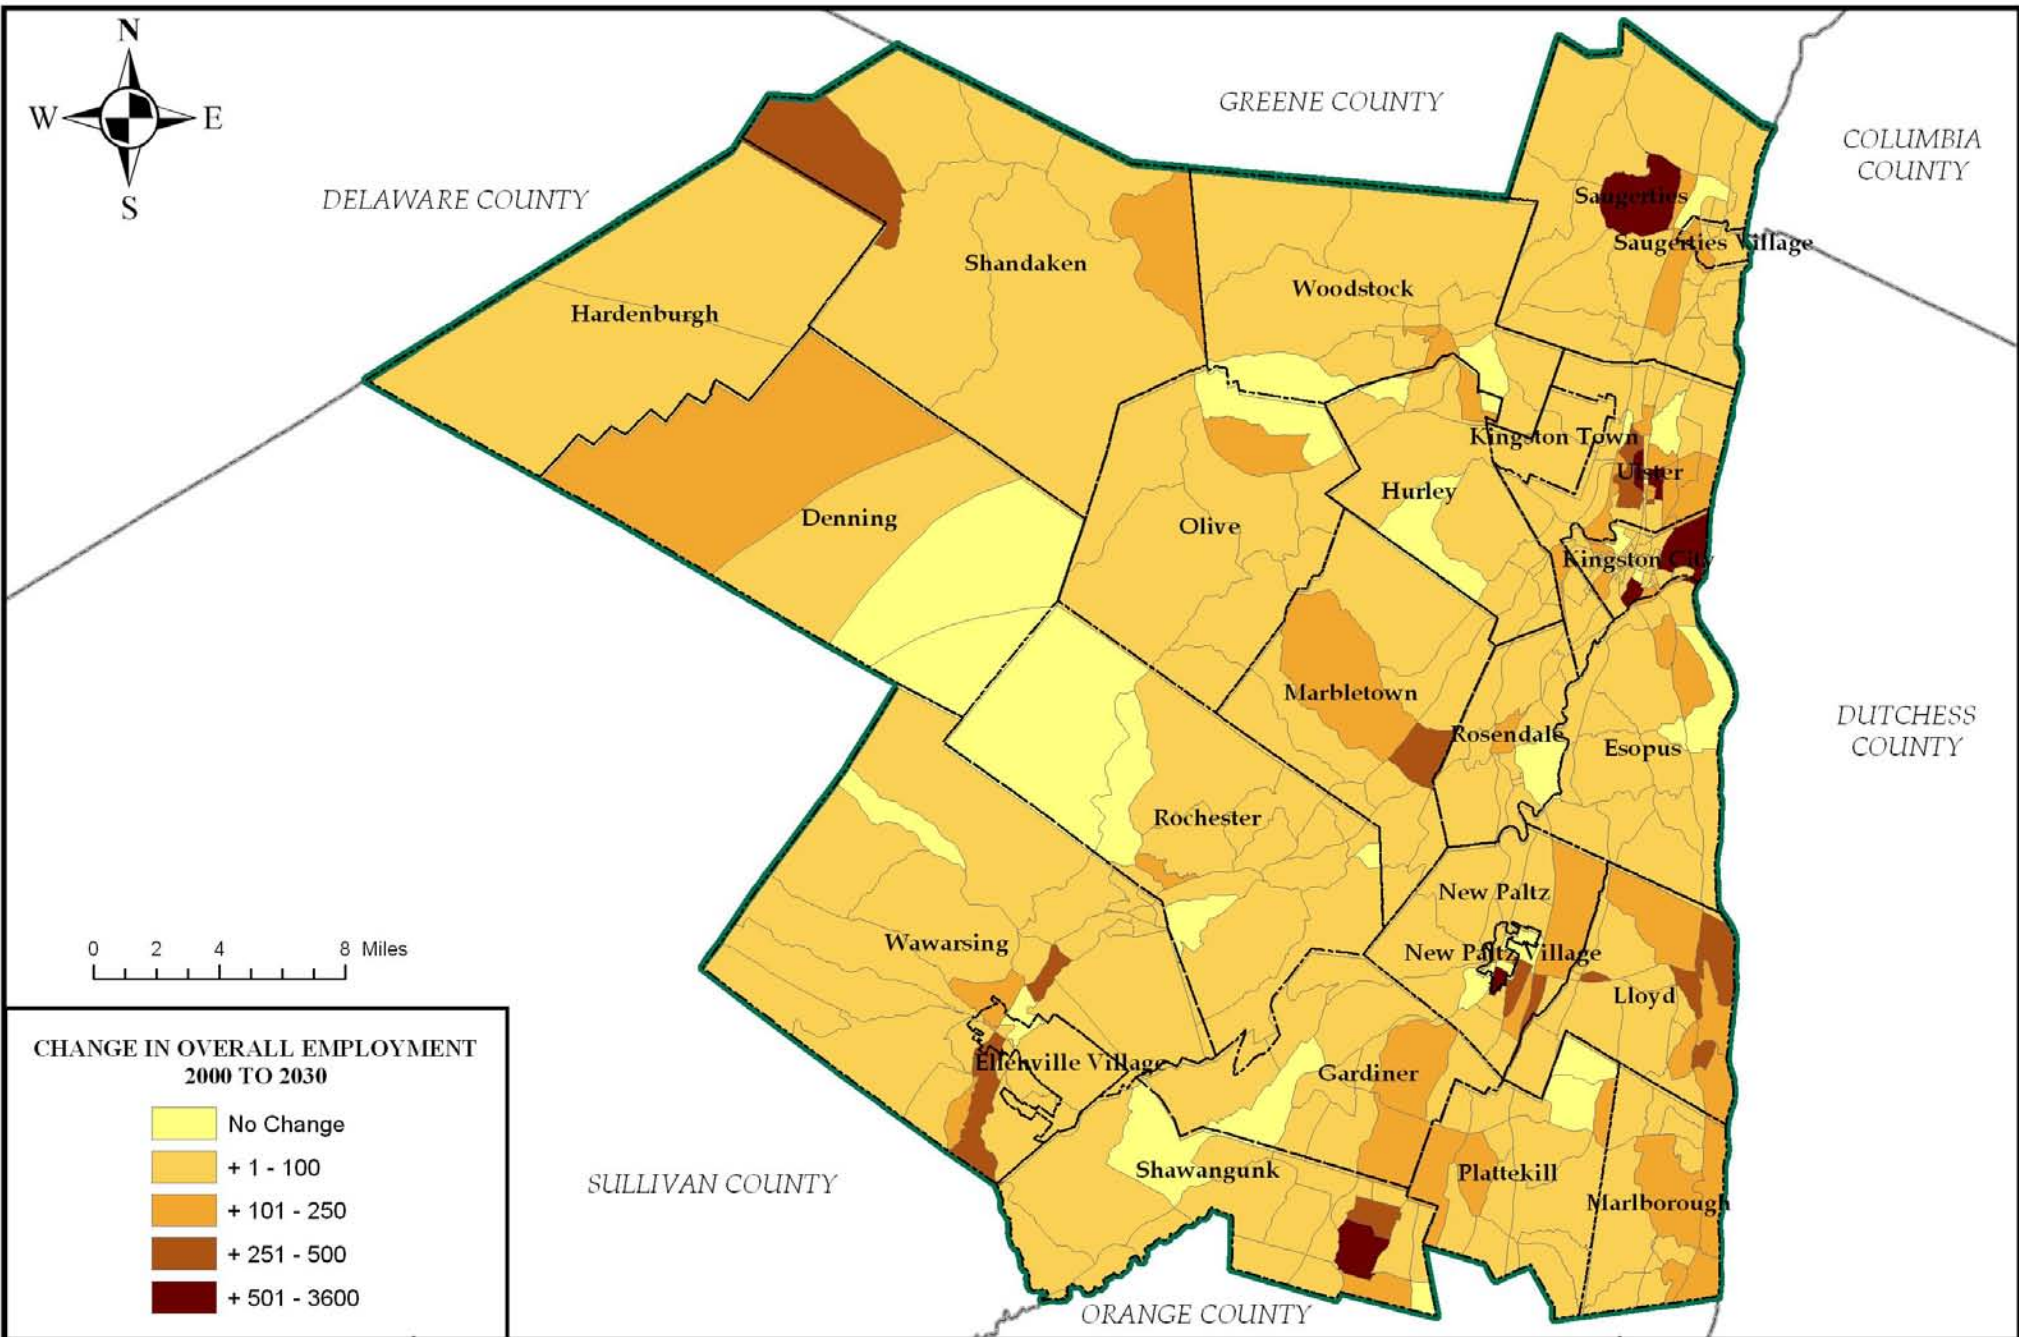 N
W E
S
GREENE COUNTY
COLUMBIA
COUNTY
DELAWARE COUNTY
Saugerties
Saugerties Village
Shandaken
Woodstock
Hardenburgh
Kingston Town
Ulster
Hurley
Denning
Olive
Kingston City
Marbletown
Rosendale
Esopus
DUTCHESS
COUNTY
Rochester
New Paltz
Wawarsing
New Paltz Village
Lloyd
0 2 4 8 Miles
Ellenville Village
Gardiner
Shawangunk
Plattekill
Marlborough
SULLIVAN COUNTY
ORANGE COUNTY
CHANGE IN OVERALL EMPLOYMENT
2000 TO 2030
No Change
+ 1 - 100
+ 101 - 250
+ 251 - 500
+ 501 - 3600